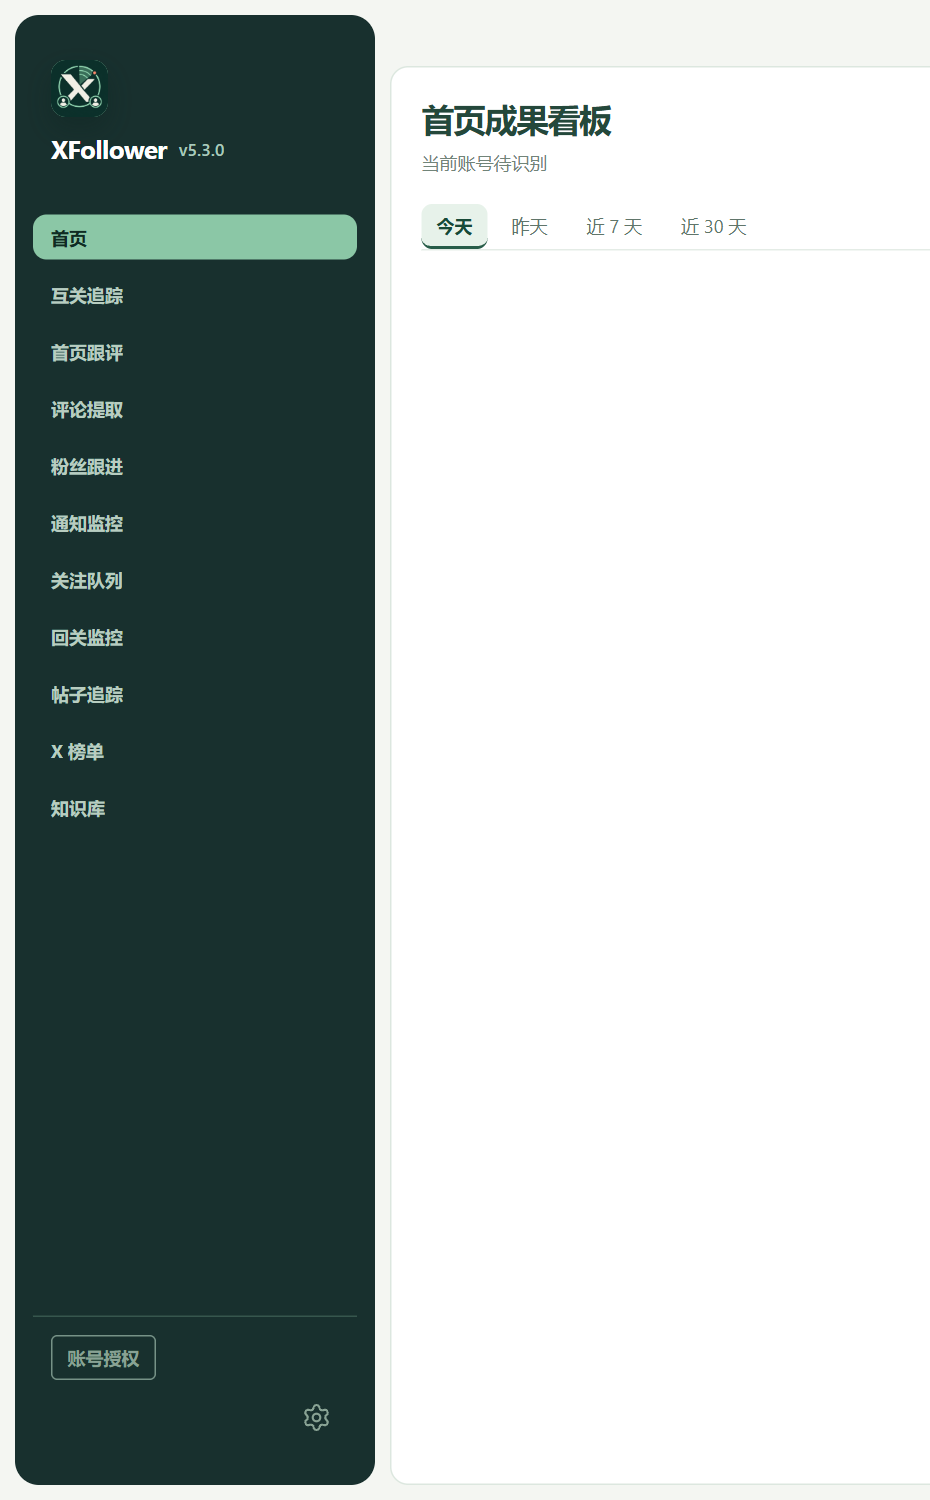 XFollower v5.3.0
首页
互关追踪
首页跟评
评论提取
粉丝跟进
通知监控
关注队列
回关监控
帖子追踪
X 榜单
知识库
账号授权
首页成果看板
当前账号待识别
今天 昨天 近 7 天 近 30 天